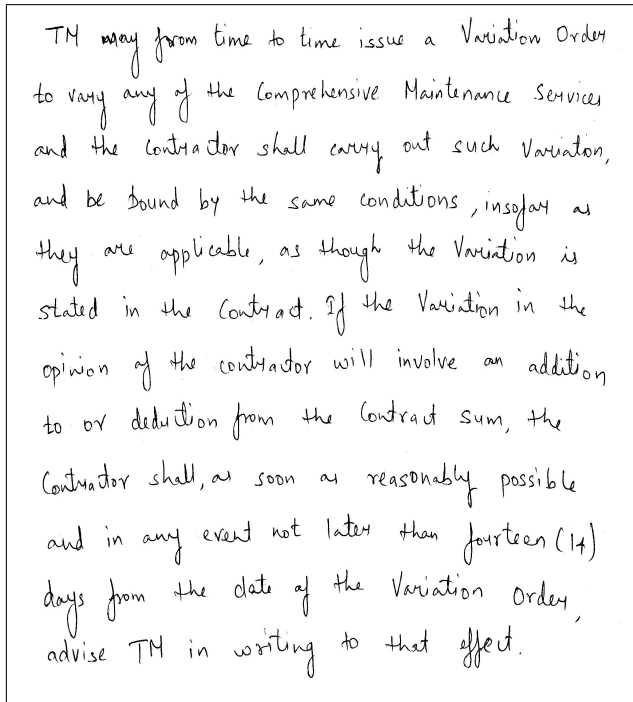 TM may from time to time issue a Variation Order
to vary any of the Comprehensive Maintenance Services
and the Contractor shall carry out such Variaton,
and be bound by the same conditions, insofar as
they are applicable, as though the Variation is
stated in the Contract. If the Variation in the
opinion of the contractor will involve an addition
to or deduction from the Contract sum, the
Contractor shall, as soon as reasonably possible
and in any event not later than fourteen (14)
days from the date of the Variation Order,
advise TM in writing to that effect.